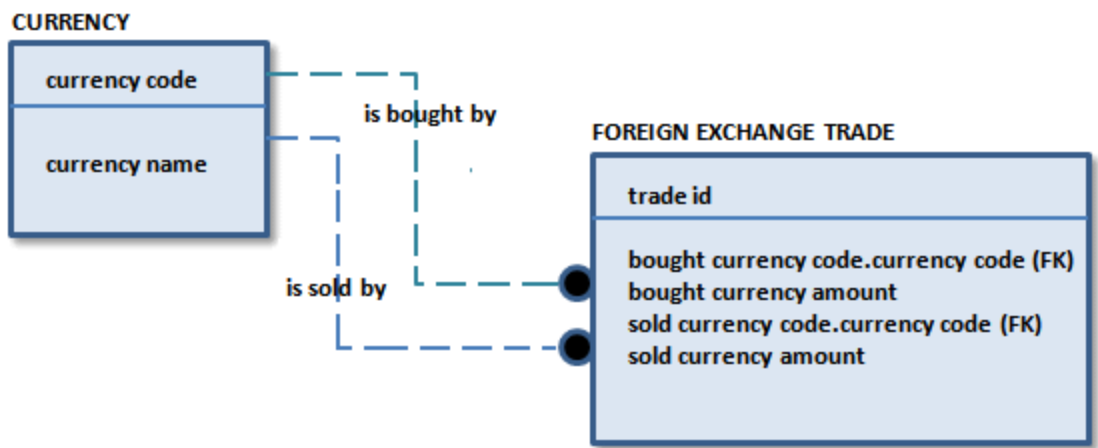 CURRENCY
currency code
currency name
is bought by
is sold by
FOREIGN EXCHANGE TRADE
trade id
bought currency code.currency code (FK)
bought currency amount
sold currency code.currency code (FK)
sold currency amount